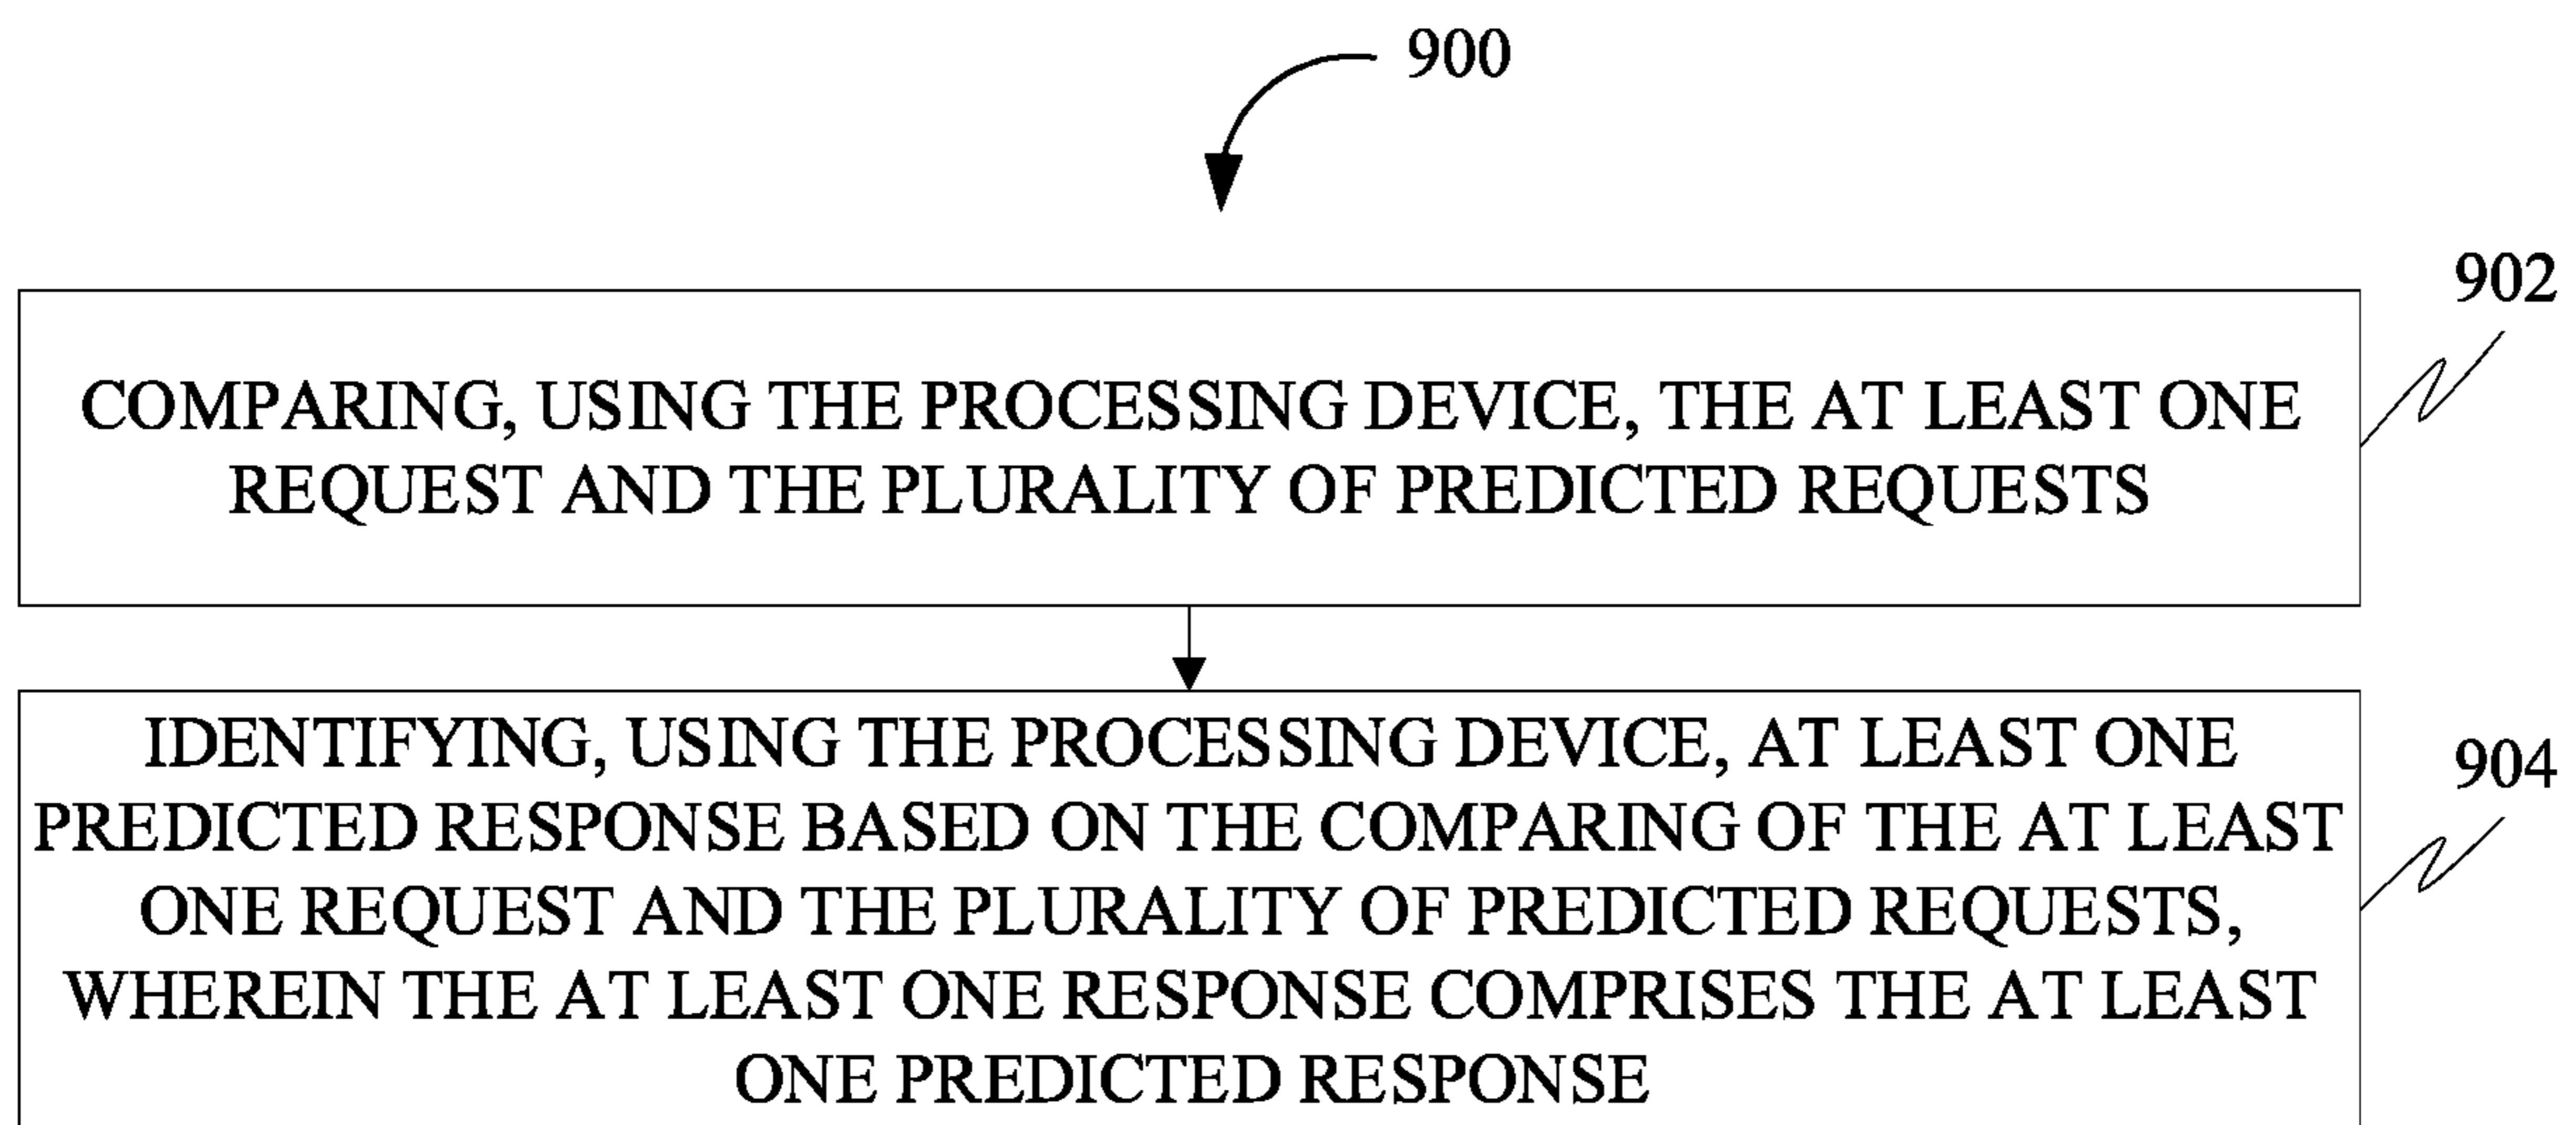 900
902
COMPARING, USING THE PROCESSING DEVICE, THE AT LEAST ONE
REQUEST AND THE PLURALITY OF PREDICTED REQUESTS
904
IDENTIFYING, USING THE PROCESSING DEVICE, AT LEAST ONE
PREDICTED RESPONSE BASED ON THE COMPARING OF THE AT LEAST
ONE REQUEST AND THE PLURALITY OF PREDICTED REQUESTS,
WHEREIN THE AT LEAST ONE RESPONSE COMPRISES THE AT LEAST
ONE PREDICTED RESPONSE